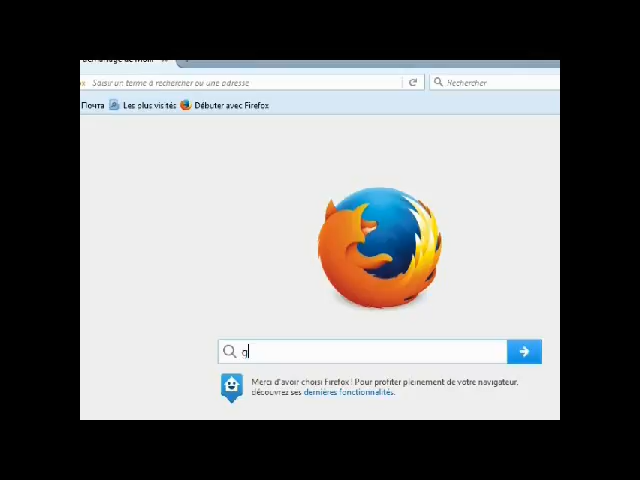 Saisir un terme à rechercher ou une adresse
Rechercher
Почта Les plus visités Débuter avec Firefox
g
Merci d'avoir choisi Firefox ! Pour profiter pleinement de votre navigateur,
découvrez ses dernières fonctionnalités.